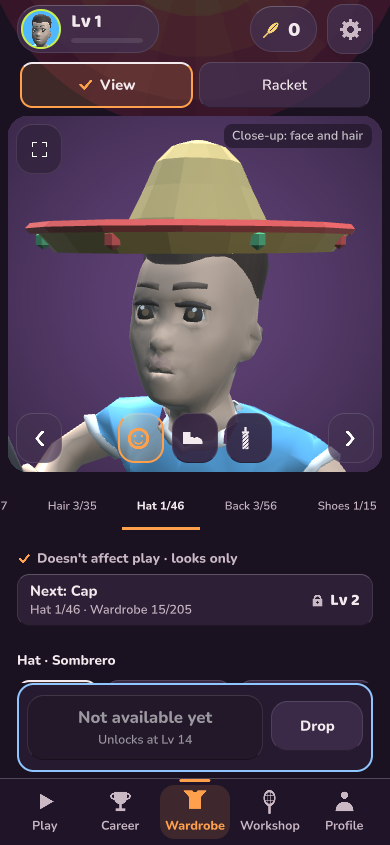 Lv 1
0
View
Racket
Close-up: face and hair
7
Hair 3/35
Hat 1/46
Back 3/56
Shoes 1/15
Doesn't affect play · looks only
Next: Cap
Hat 1/46 · Wardrobe 15/205
Lv 2
Hat · Sombrero
Not available yet
Unlocks at Lv 14
Drop
Play
Career
Wardrobe
Workshop
Profile